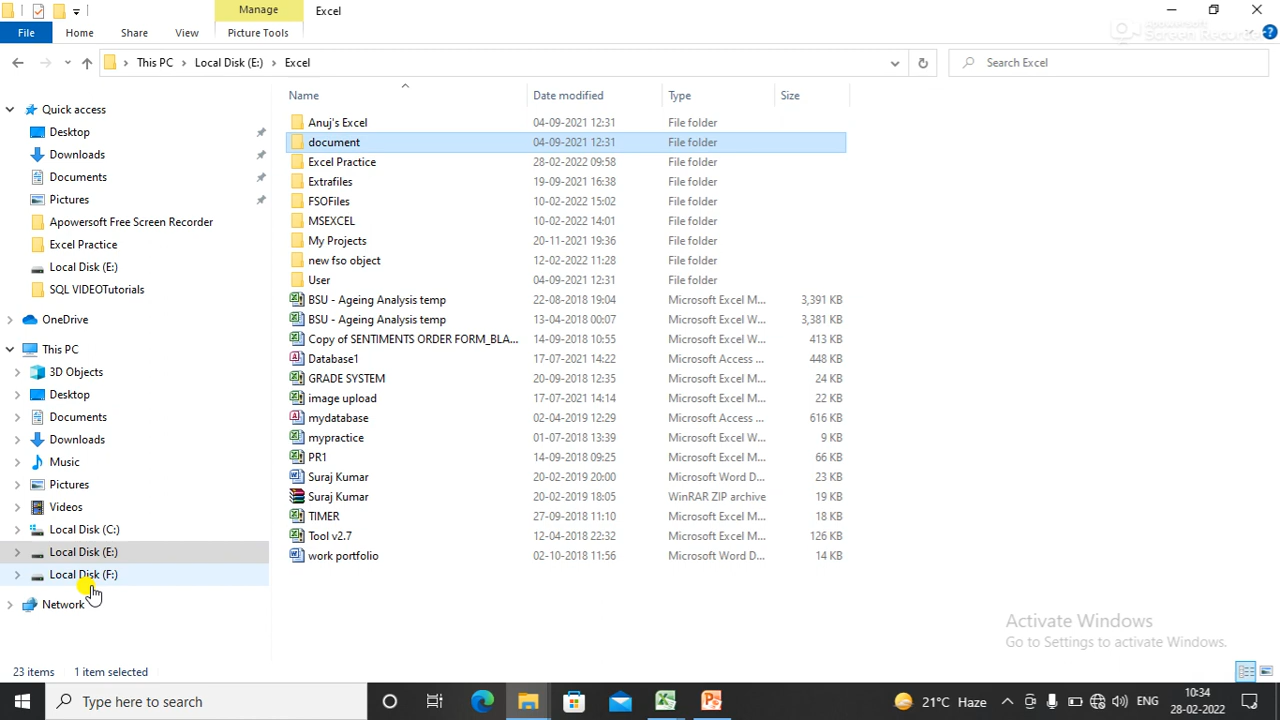 Manage
Excel
File
Home
Share
View
Picture Tools
Apowersoft
Screen Recorder
This PC
Local Disk (E:)
Excel
Search Excel
Name
Date modified
Type
Size
Quick access
Desktop
Downloads
Documents
Pictures
Apowersoft Free Screen Recorder
Excel Practice
Local Disk (E:)
SQL VIDEOTutorials
OneDrive
This PC
3D Objects
Desktop
Documents
Downloads
Music
Pictures
Videos
Local Disk (C:)
Local Disk (E:)
Local Disk (F:)
Network
Anuj's Excel 04-09-2021 12:31 File folder
document 04-09-2021 12:31 File folder
Excel Practice 28-02-2022 09:58 File folder
Extrafiles 19-09-2021 16:38 File folder
FSOFiles 10-02-2022 15:02 File folder
MSEXCEL 10-02-2022 14:01 File folder
My Projects 20-11-2021 19:36 File folder
new fso object 12-02-2022 11:28 File folder
User 04-09-2021 12:31 File folder
BSU - Ageing Analysis temp 22-08-2018 19:04 Microsoft Excel M... 3,391 KB
BSU - Ageing Analysis temp 13-04-2018 00:07 Microsoft Excel W... 3,381 KB
Copy of SENTIMENTS ORDER FORM_BLA... 14-09-2018 10:55 Microsoft Excel W... 413 KB
Database1 17-07-2021 14:22 Microsoft Access ... 448 KB
GRADE SYSTEM 20-09-2018 12:35 Microsoft Excel M... 24 KB
image upload 17-07-2021 14:14 Microsoft Excel M... 22 KB
mydatabase 02-04-2019 12:29 Microsoft Access ... 616 KB
mypractice 01-07-2018 13:39 Microsoft Excel W... 9 KB
PR1 14-09-2018 09:25 Microsoft Excel M... 66 KB
Suraj Kumar 20-02-2019 20:00 Microsoft Word D... 23 KB
Suraj Kumar 20-02-2019 18:05 WinRAR ZIP archive 19 KB
TIMER 27-09-2018 11:10 Microsoft Excel M... 18 KB
Tool v2.7 12-04-2018 22:32 Microsoft Excel M... 126 KB
work portfolio 02-10-2018 11:56 Microsoft Word D... 14 KB
Activate Windows
Go to Settings to activate Windows.
23 items 1 item selected
Type here to search
21°C Haze
ENG
10:34
28-02-2022